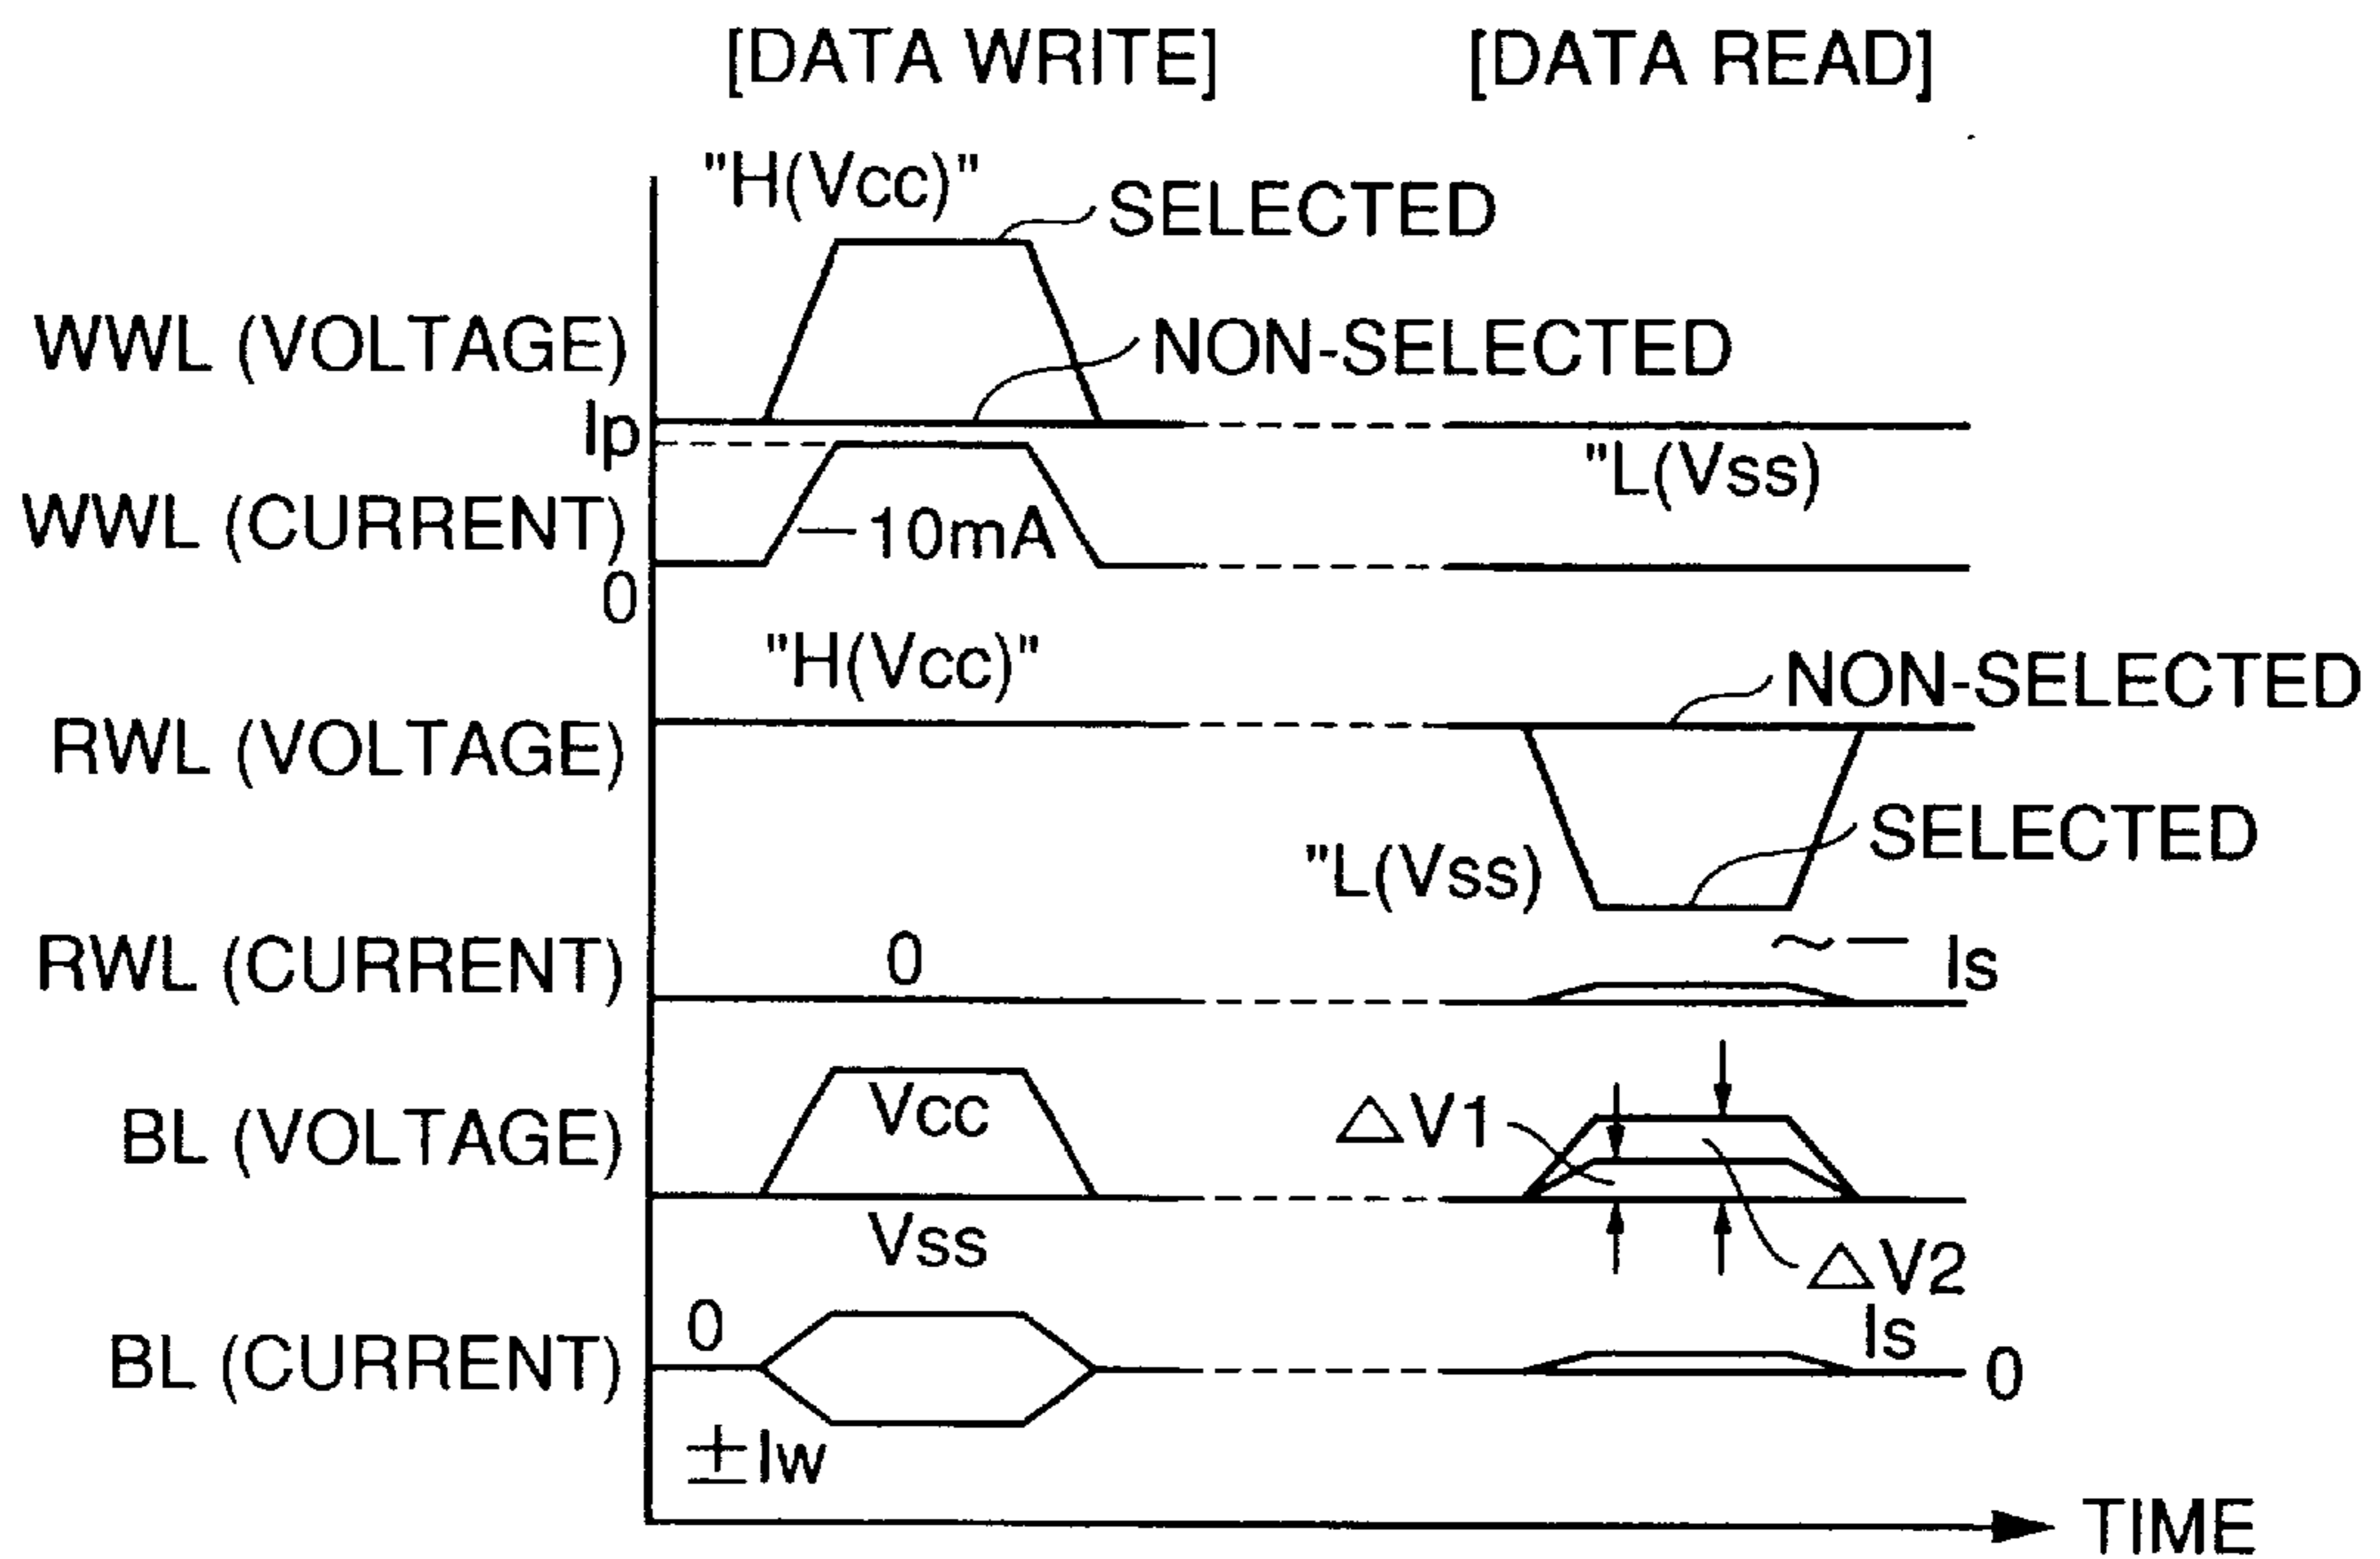 [DATA WRITE] [DATA READ]
"H(Vcc)"
SELECTED
WWL (VOLTAGE)
NON-SELECTED
Ip
"L(Vss)
WWL (CURRENT)
—10mA
0
"H(Vcc)"
NON-SELECTED
RWL (VOLTAGE)
SELECTED
"L(Vss)
RWL (CURRENT)
0
~— Is
BL (VOLTAGE)
Vcc
△V1
Vss
△V2
0
Is
BL (CURRENT)
0
±Iw
TIME